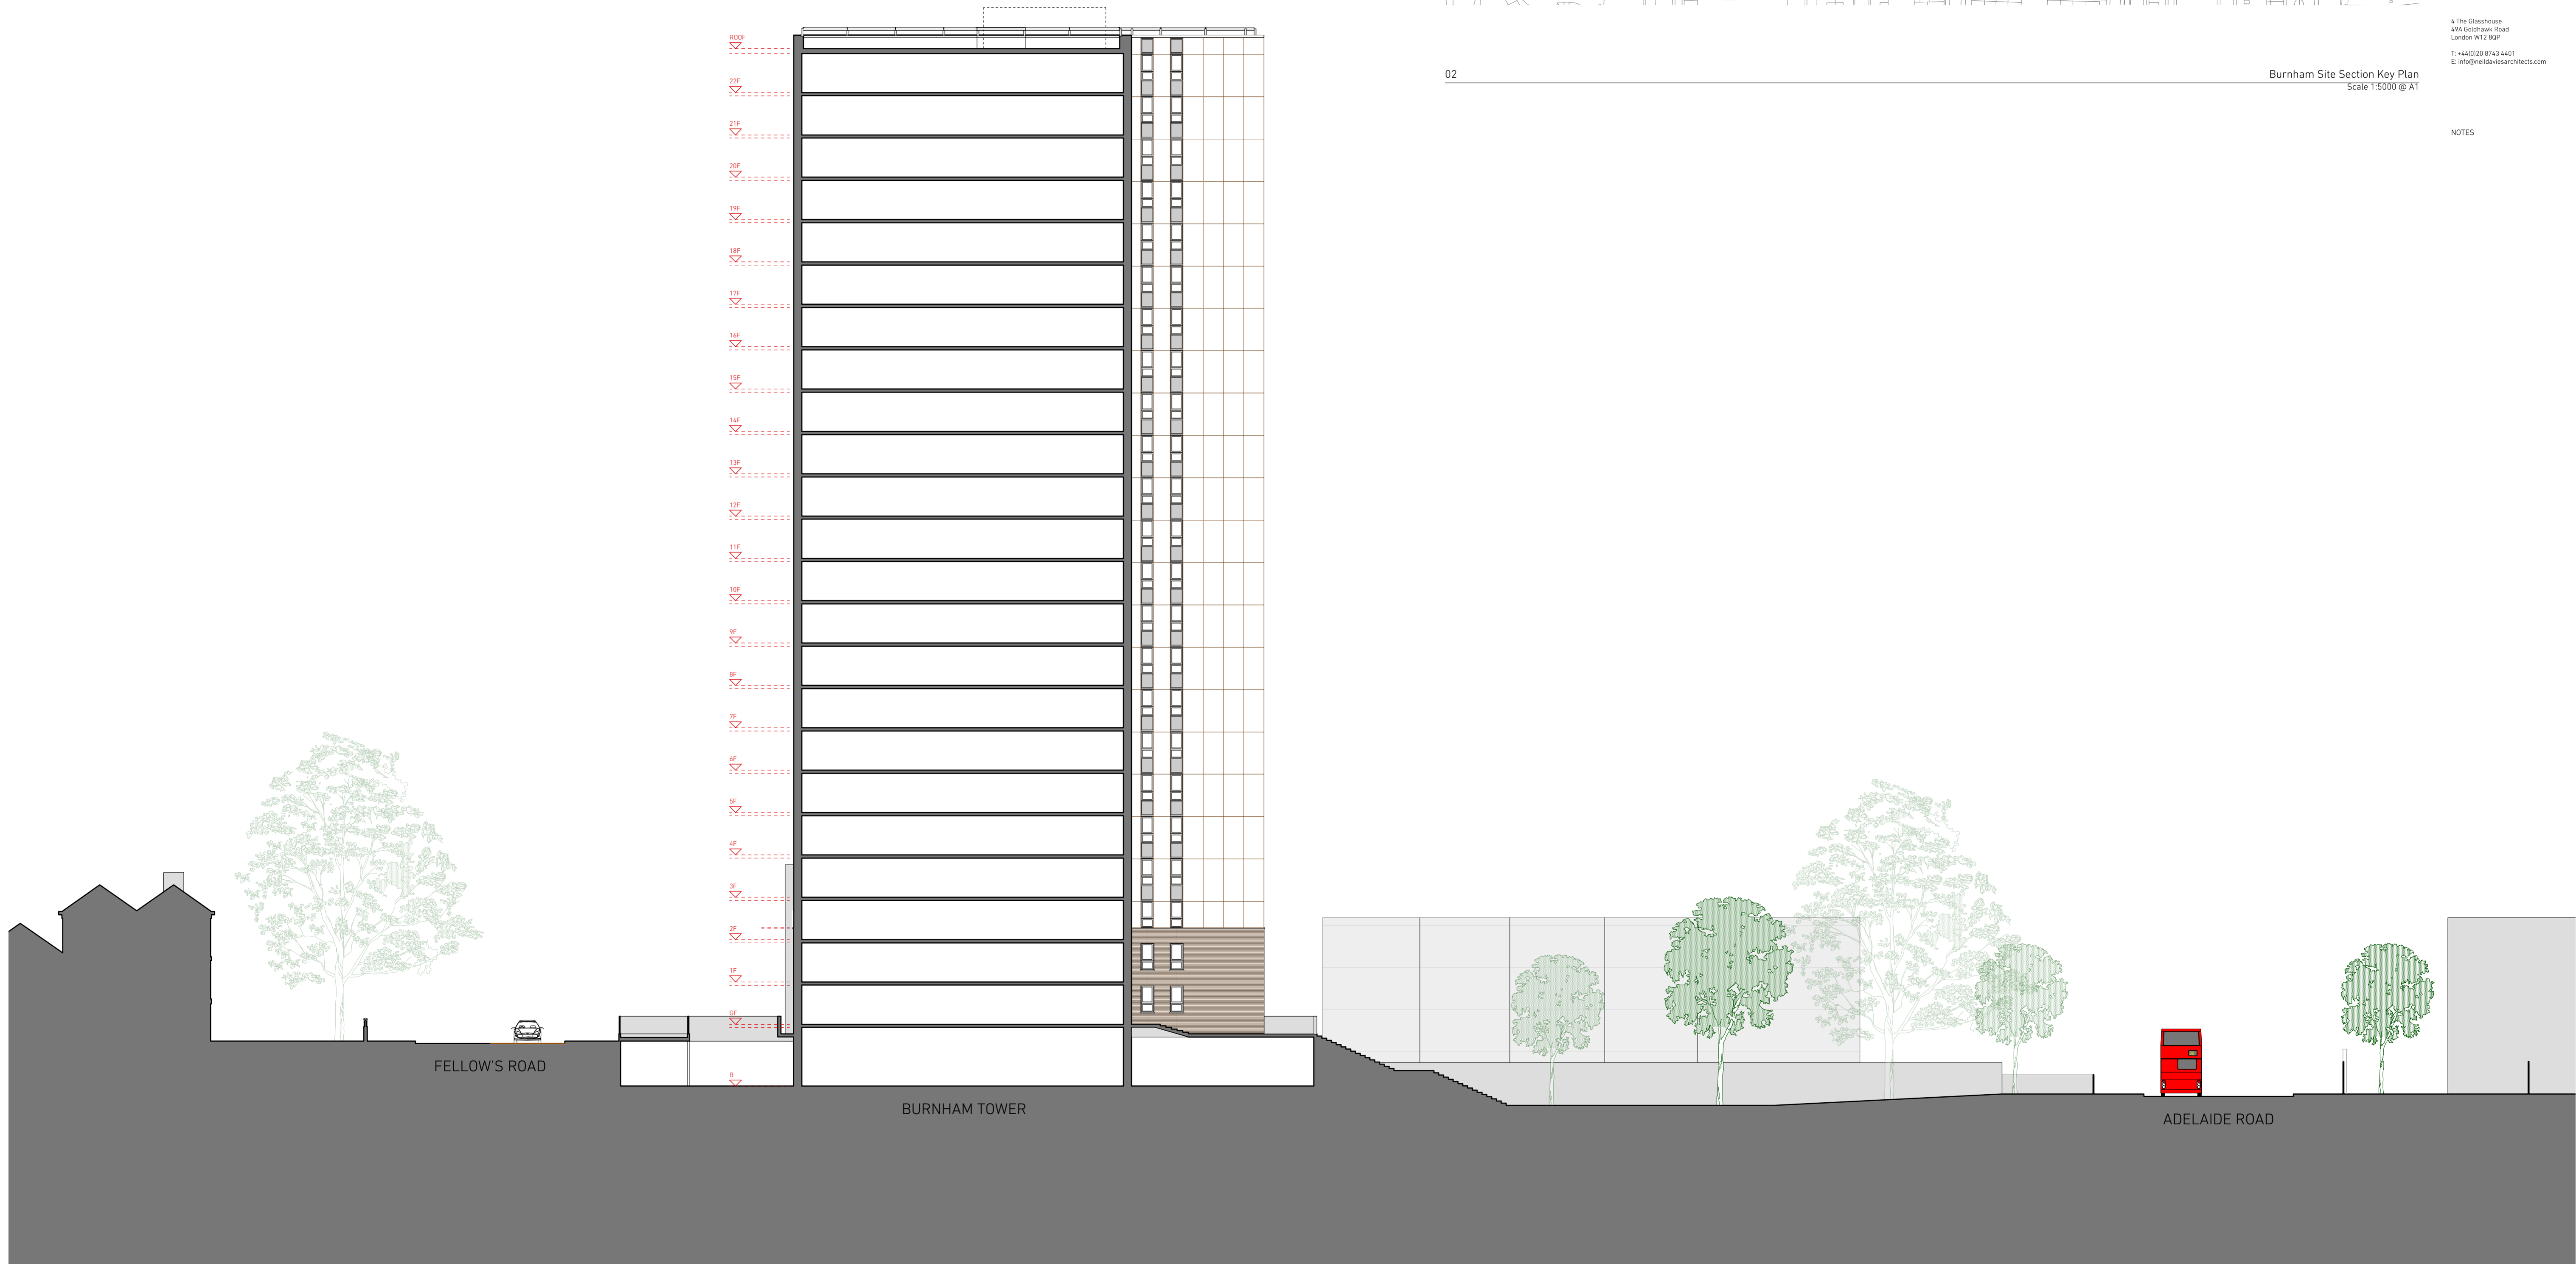 4 The Glasshouse
49A Goldhawk Road
London W12 8QP
T: +44(0)20 8743 4401
E: info@neildaviesarchitects.com
02
Burnham Site Section Key Plan
Scale 1:5000 @ A1
NOTES
ROOF
22F
21F
20F
19F
18F
17F
16F
15F
14F
13F
12F
11F
10F
9F
8F
7F
6F
5F
4F
3F
2F
1F
GF
B
FELLOW'S ROAD
BURNHAM TOWER
ADELAIDE ROAD